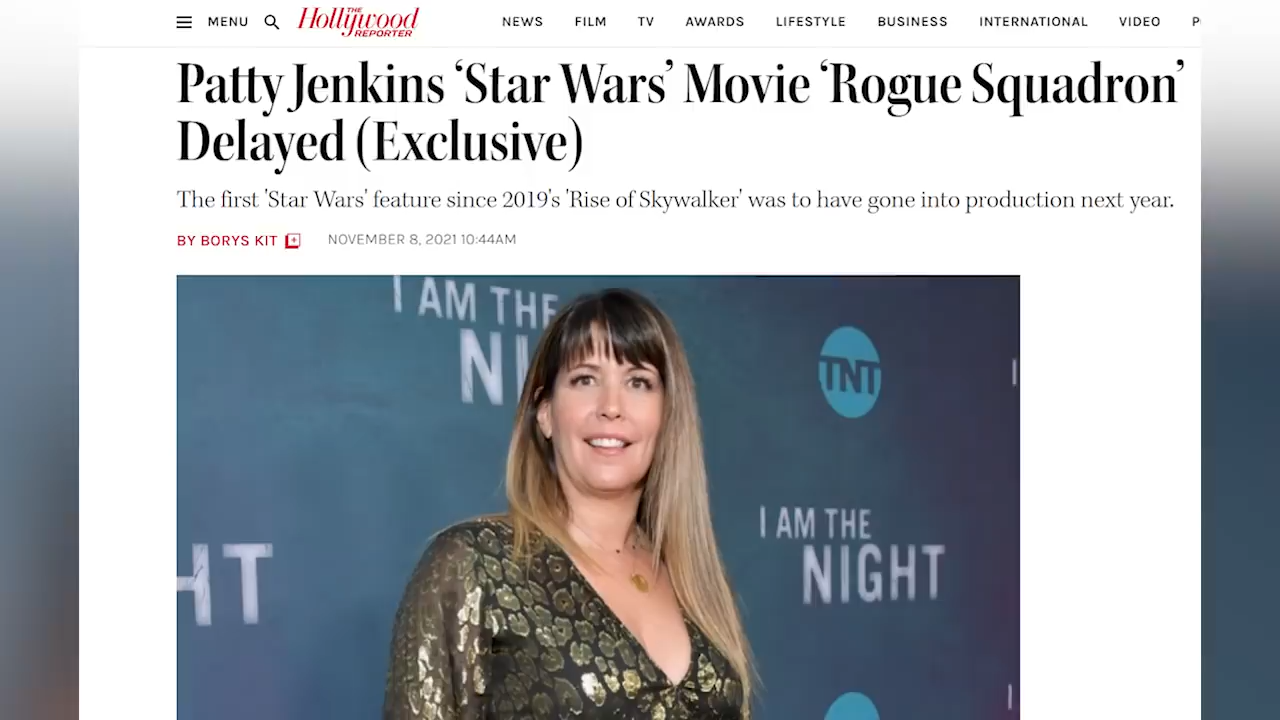 MENU
THE
Hollywood
REPORTER
NEWS FILM TV AWARDS LIFESTYLE BUSINESS INTERNATIONAL VIDEO P
Patty Jenkins ‘Star Wars’ Movie ‘Rogue Squadron’
Delayed (Exclusive)
The first 'Star Wars' feature since 2019's 'Rise of Skywalker' was to have gone into production next year.
BY BORYS KIT NOVEMBER 8, 2021 10:44AM
I AM THE
NI
TNT
I AM THE
NIGHT
HT